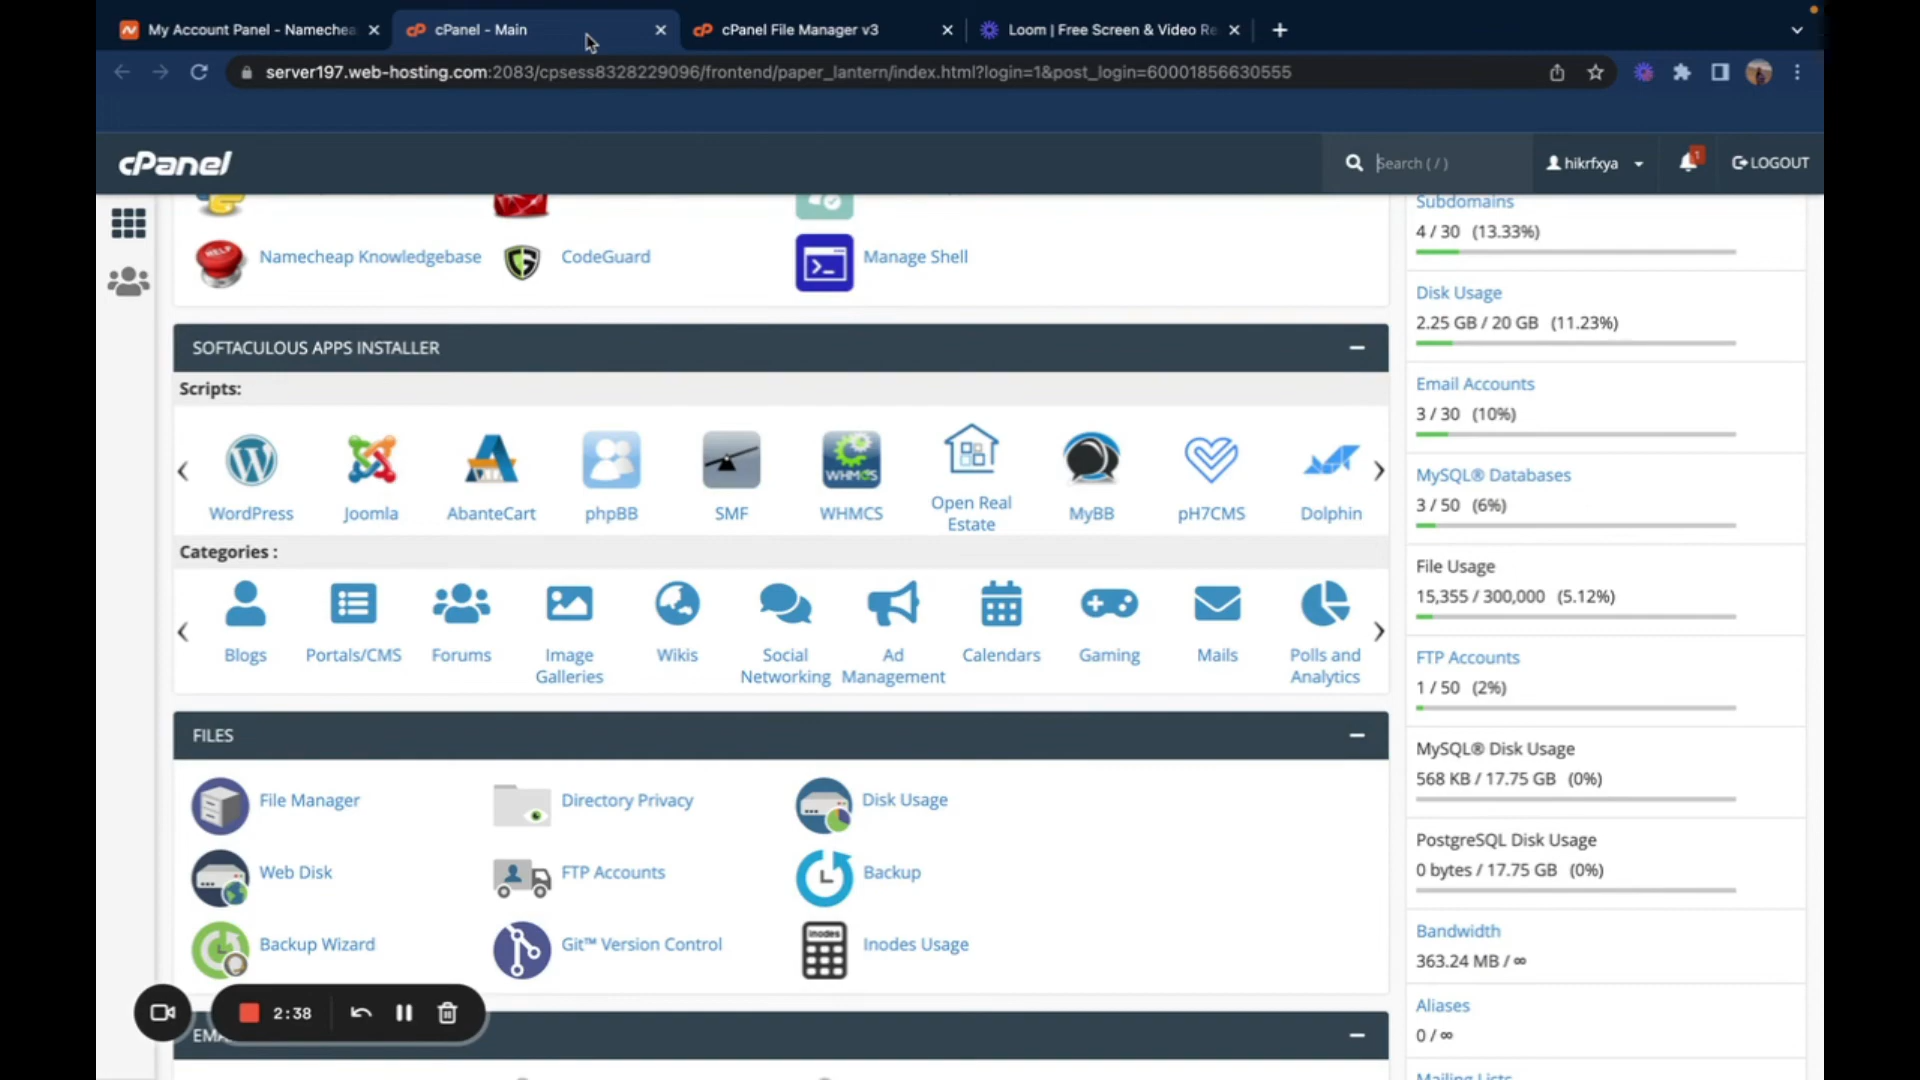 My Account Panel - Namechea
cPanel - Main
cPanel File Manager v3
Loom | Free Screen & Video Re
server197.web-hosting.com:2083/cpsess8328229096/frontend/paper_lantern/index.html?login=1&post_login=60001856630555
cPanel
Search ( / )
hikrfxya
1
LOGOUT
HELP
Namecheap Knowledgebase
CodeGuard
Manage Shell
SOFTACULOUS APPS INSTALLER
Scripts:
WHMCS
WordPress
Joomla
AbanteCart
phpBB
SMF
WHMCS
Open Real
Estate
MyBB
pH7CMS
Dolphin
Categories :
Blogs
Portals/CMS
Forums
Image
Galleries
Wikis
Social
Networking
Ad
Management
Calendars
Gaming
Mails
Polls and
Analytics
FILES
File Manager
Directory Privacy
Disk Usage
Web Disk
FTP Accounts
Backup
Backup Wizard
Git™ Version Control
inodes
Inodes Usage
2:38
EMA
Subdomains
4 / 30 (13.33%)
Disk Usage
2.25 GB / 20 GB (11.23%)
Email Accounts
3 / 30 (10%)
MySQL® Databases
3 / 50 (6%)
File Usage
15,355 / 300,000 (5.12%)
FTP Accounts
1 / 50 (2%)
MySQL® Disk Usage
568 KB / 17.75 GB (0%)
PostgreSQL Disk Usage
0 bytes / 17.75 GB (0%)
Bandwidth
363.24 MB / ∞
Aliases
0 / ∞
Mailing Lists